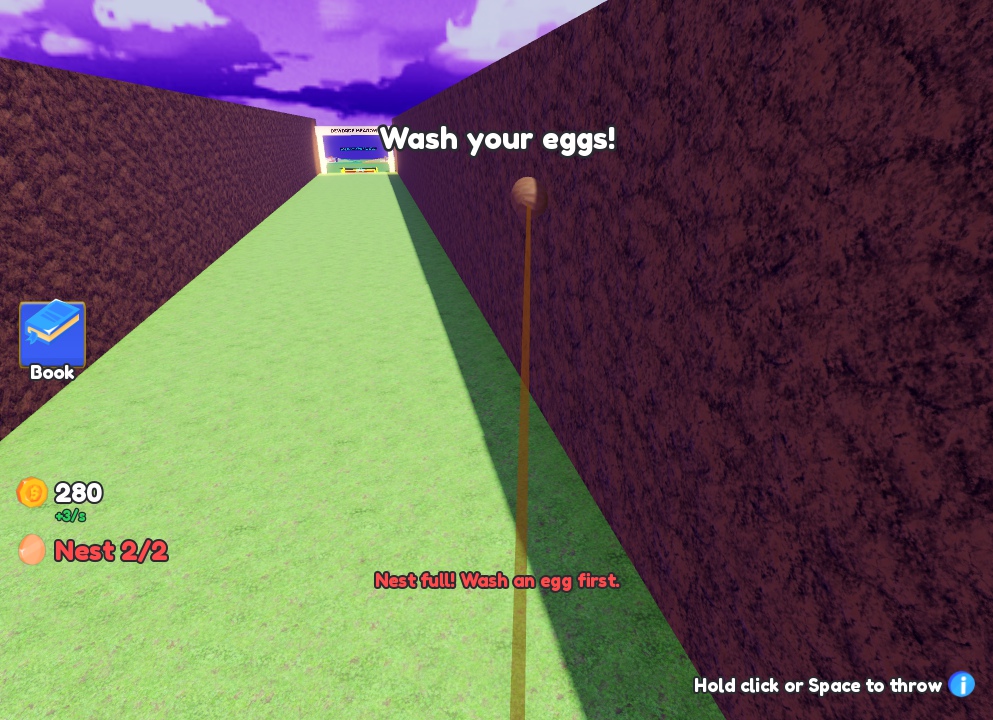 Wash your eggs!
Book
280
+3/s
Nest 2/2
Nest full! Wash an egg first.
Hold click or Space to throw